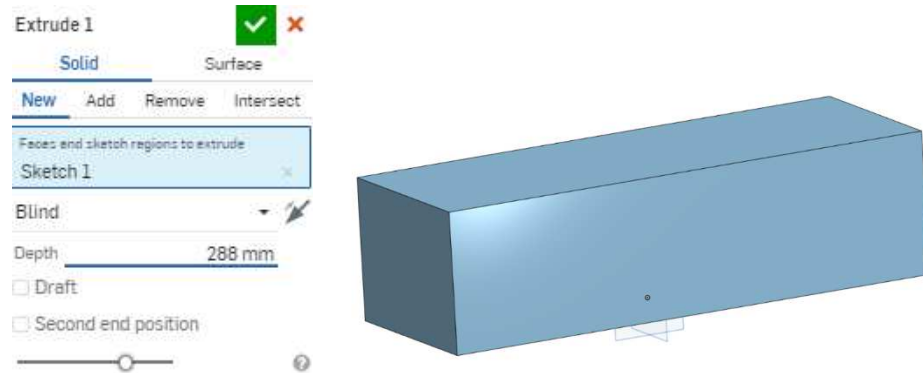 Extrude 1
Solid Surface
New Add Remove Intersect
Faces and sketch regions to extrude
Sketch 1
Blind
Depth 288 mm
Draft
Second end position